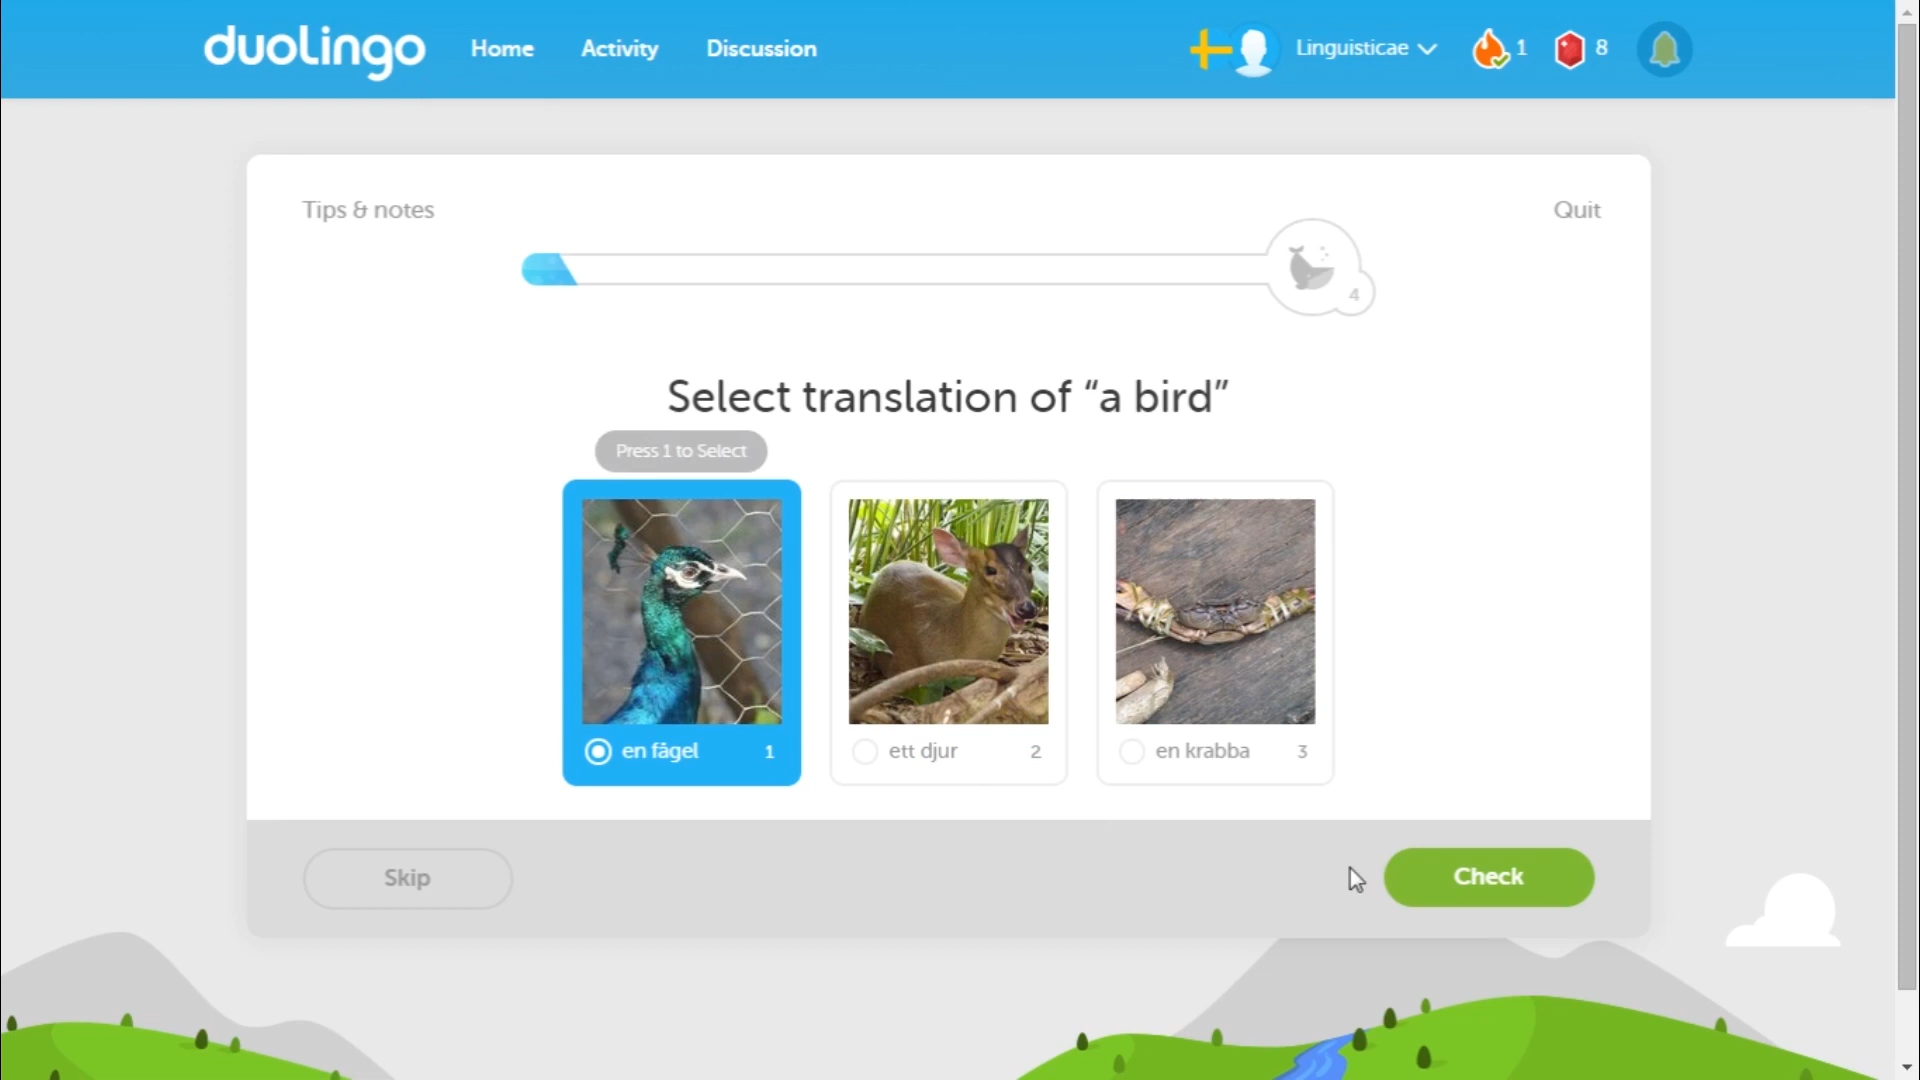 duolingo Home Activity Discussion Linguisticae 1 8
Tips & notes Quit
4
Select translation of “a bird”
Press 1 to Select
en fågel 1 ett djur 2 en krabba 3
Skip Check